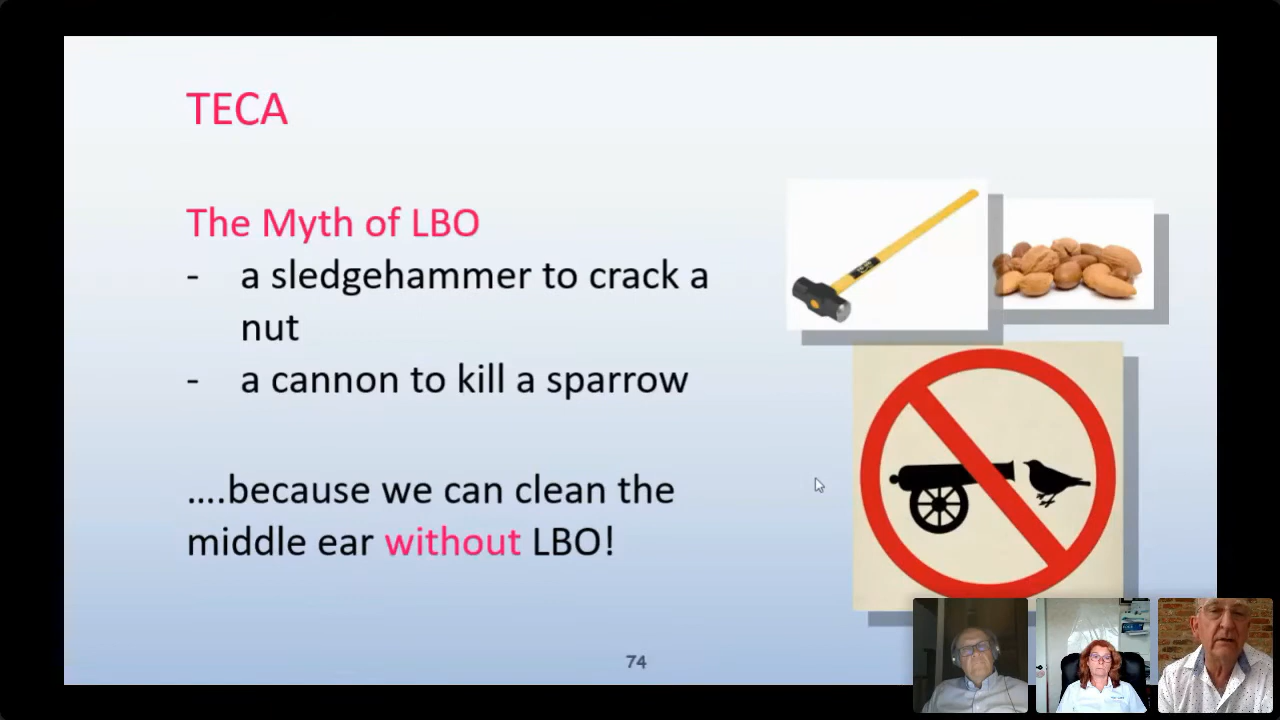 TECA
The Myth of LBO
- a sledgehammer to crack a
nut
- a cannon to kill a sparrow
....because we can clean the
middle ear without LBO!
74